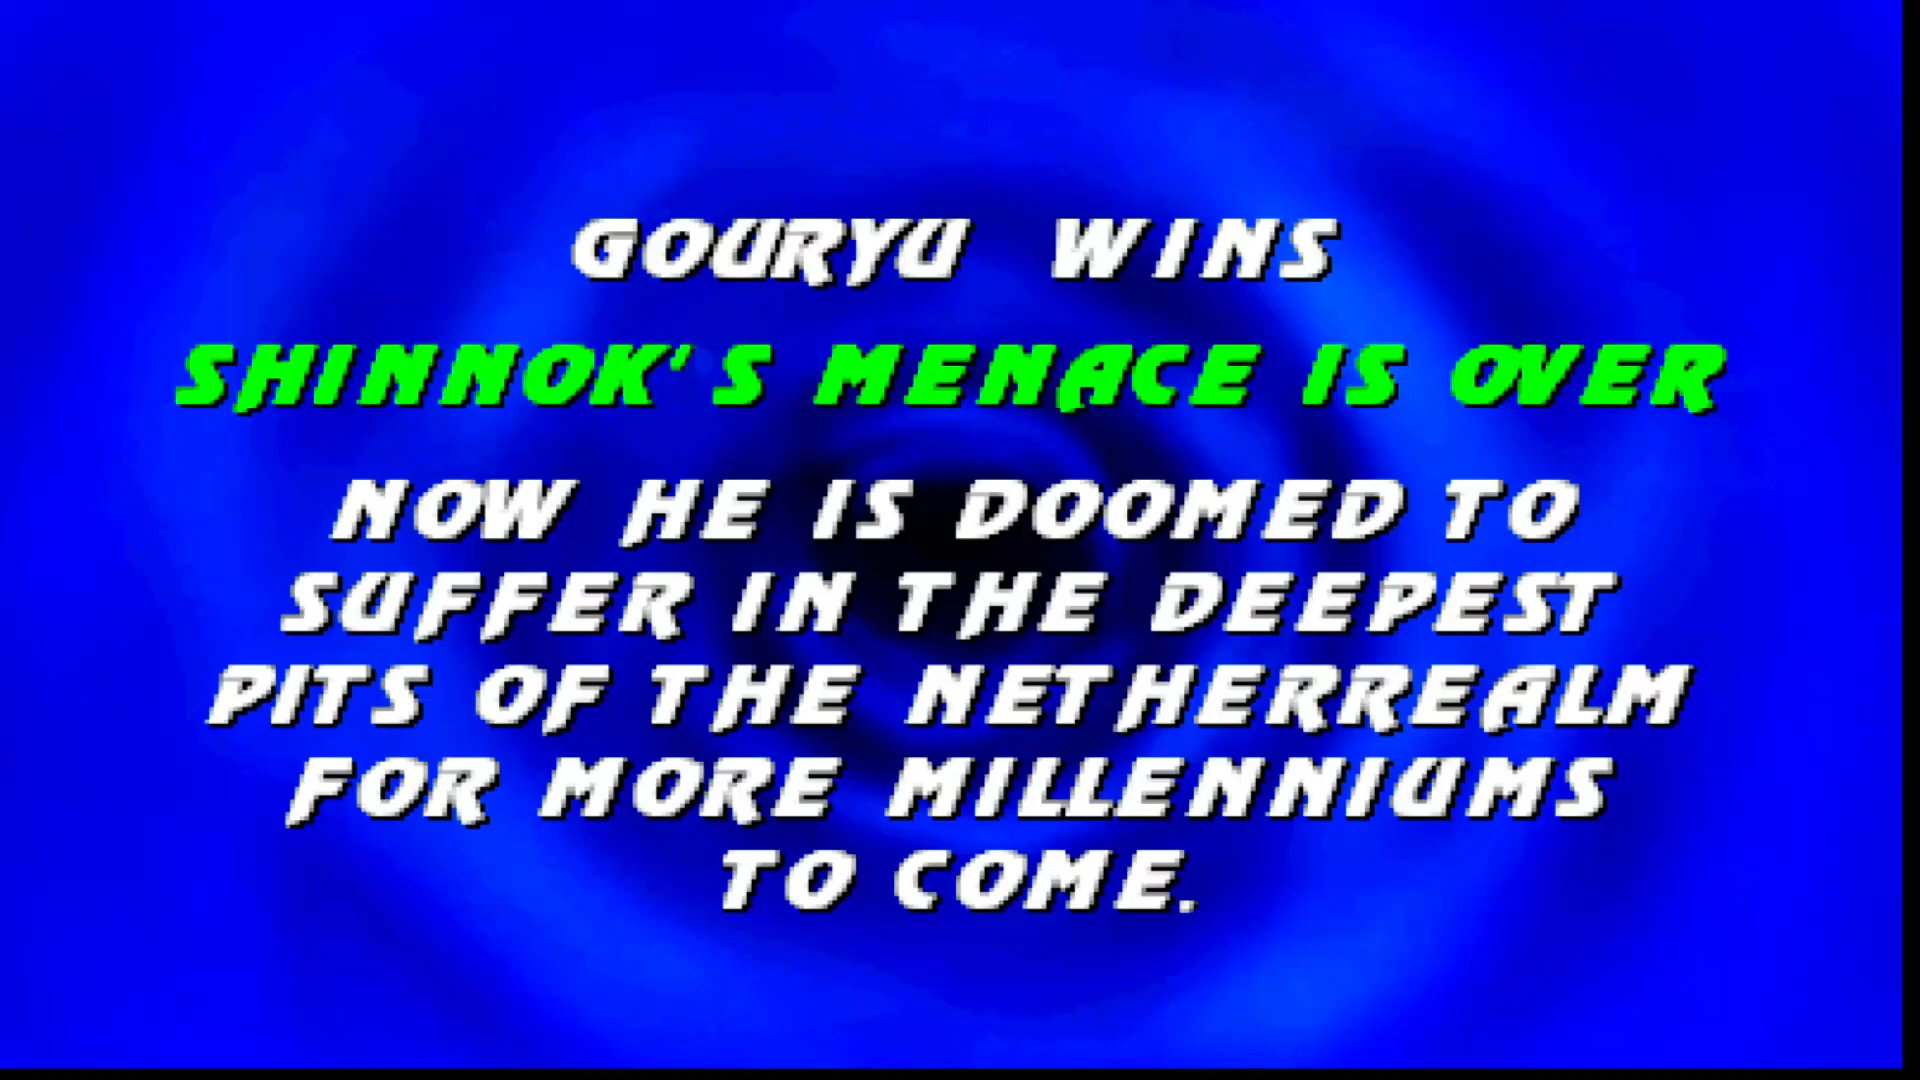 GOURYU WINS
SHINNOK'S MENACE IS OVER
NOW HE IS DOOMED TO
SUFFER IN THE DEEPEST
PITS OF THE NETHERREALM
FOR MORE MILLENNIUMS
TO COME.